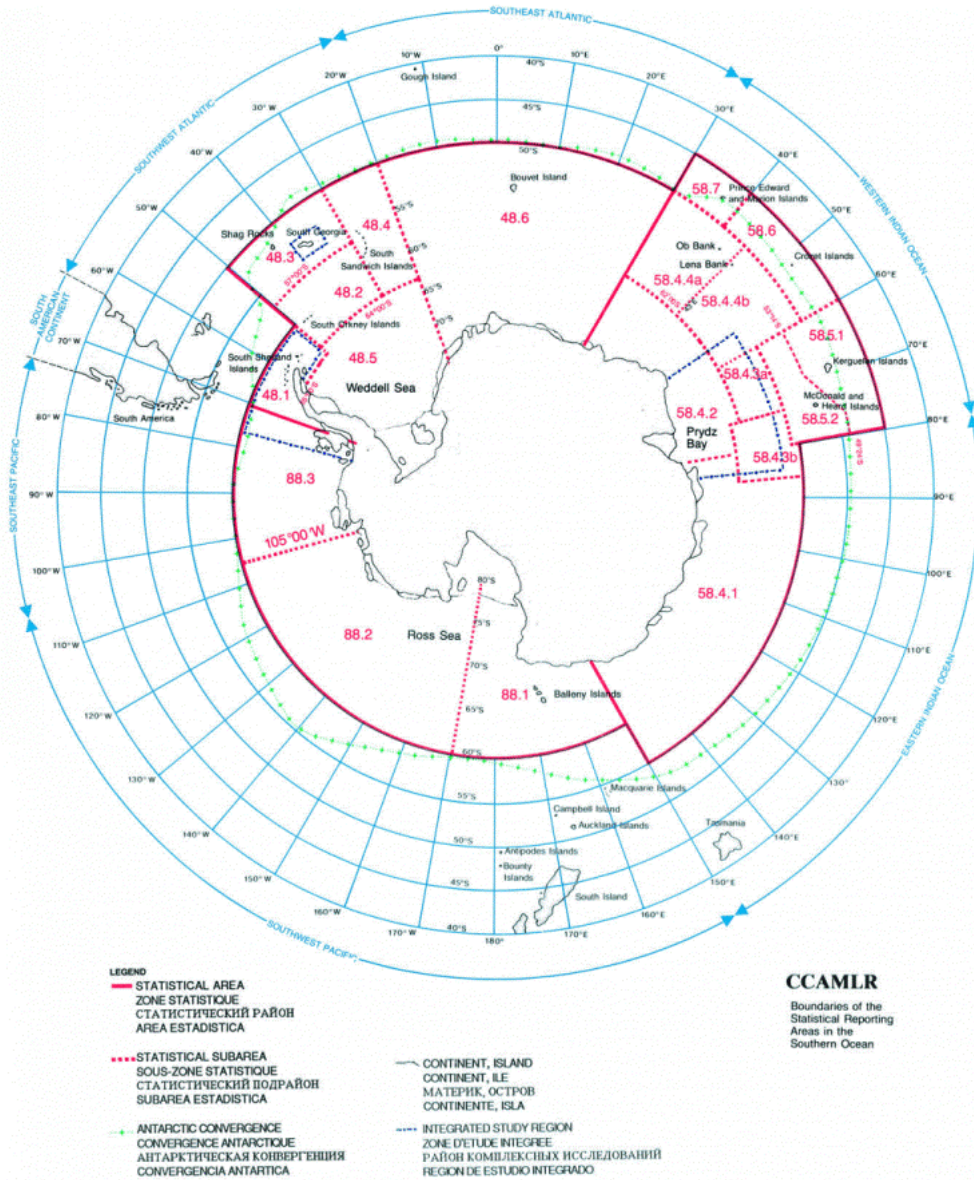 SOUTHEAST ATLANTIC
SOUTHWEST ATLANTIC
WESTERN INDIAN OCEAN
SOUTH AMERICAN CONTINENT
SOUTHEAST PACIFIC
EASTERN INDIAN OCEAN
SOUTHWEST PACIFIC
0°
10°W
10°E
20°W
20°E
30°W
30°E
40°W
40°E
50°W
50°E
60°W
60°E
70°W
70°E
80°W
80°E
90°W
90°E
100°W
100°E
110°W
110°E
120°W
120°E
130°W
130°
140°W
140°E
150°W
150°E
160°W
160°E
170°W
180°
170°E
40°S
45°S
50°S
55°S
60°S
65°S
70°S
Gough Island
Bouvet Island
48.6
58.7
Prince Edward
and Marion Islands
48.4
58.6
Shag Rocks
South Georgia
48.3
Ob Bank
Lena Bank
Crozet Islands
South
Sandwich Islands
57°00'S
48.2
58.4.4a
58.4.4b
64°00'S
South Orkney Islands
58.5.1
Kerguelen Islands
South Shetland
Islands
48.5
Weddell Sea
58.4.3a
48.1
McDonald and
Heard Islands
South America
58.4.2
Prydz
Bay
58.5.2
58.4.3b
88.3
105°00'W
80°S
58.4.1
75°S
88.2
Ross Sea
70°S
88.1
Balleny Islands
65°S
60°S
55°S
Macquarie Islands
Campbell Island
Auckland Islands
Tasmania
50°S
Antipodes Islands
Bounty
Islands
45°S
South Island
40°S
LEGEND
STATISTICAL AREA
ZONE STATISTIQUE
СТАТИСТИЧЕСКИЙ РАЙОН
AREA ESTADISTICA
STATISTICAL SUBAREA
SOUS-ZONE STATISTIQUE
СТАТИСТИЧЕСКИЙ ПОДРАЙОН
SUBAREA ESTADISTICA
ANTARCTIC CONVERGENCE
CONVERGENCE ANTARCTIQUE
АНТАРКТИЧЕСКАЯ КОНВЕРГЕНЦИЯ
CONVERGENCIA ANTARTICA
CONTINENT, ISLAND
CONTINENT, ILE
МАТЕРИК, ОСТРОВ
CONTINENTE, ISLA
INTEGRATED STUDY REGION
ZONE D'ETUDE INTEGREE
РАЙОН КОМПЛЕКСНЫХ ИССЛЕДОВАНИЙ
REGION DE ESTUDIO INTEGRADO
CCAMLR
Boundaries of the
Statistical Reporting
Areas in the
Southern Ocean